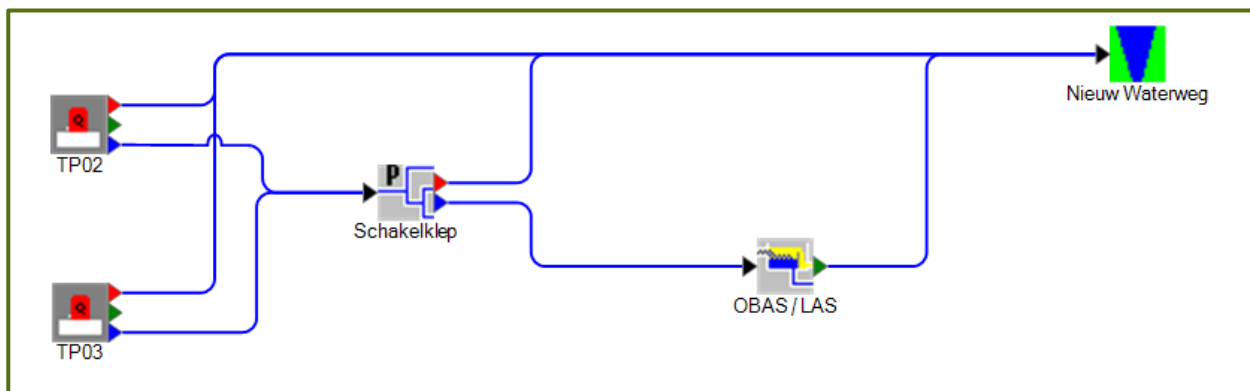 Nieuw Waterweg
TP02
P
Schakelklep
OBAS / LAS
TP03